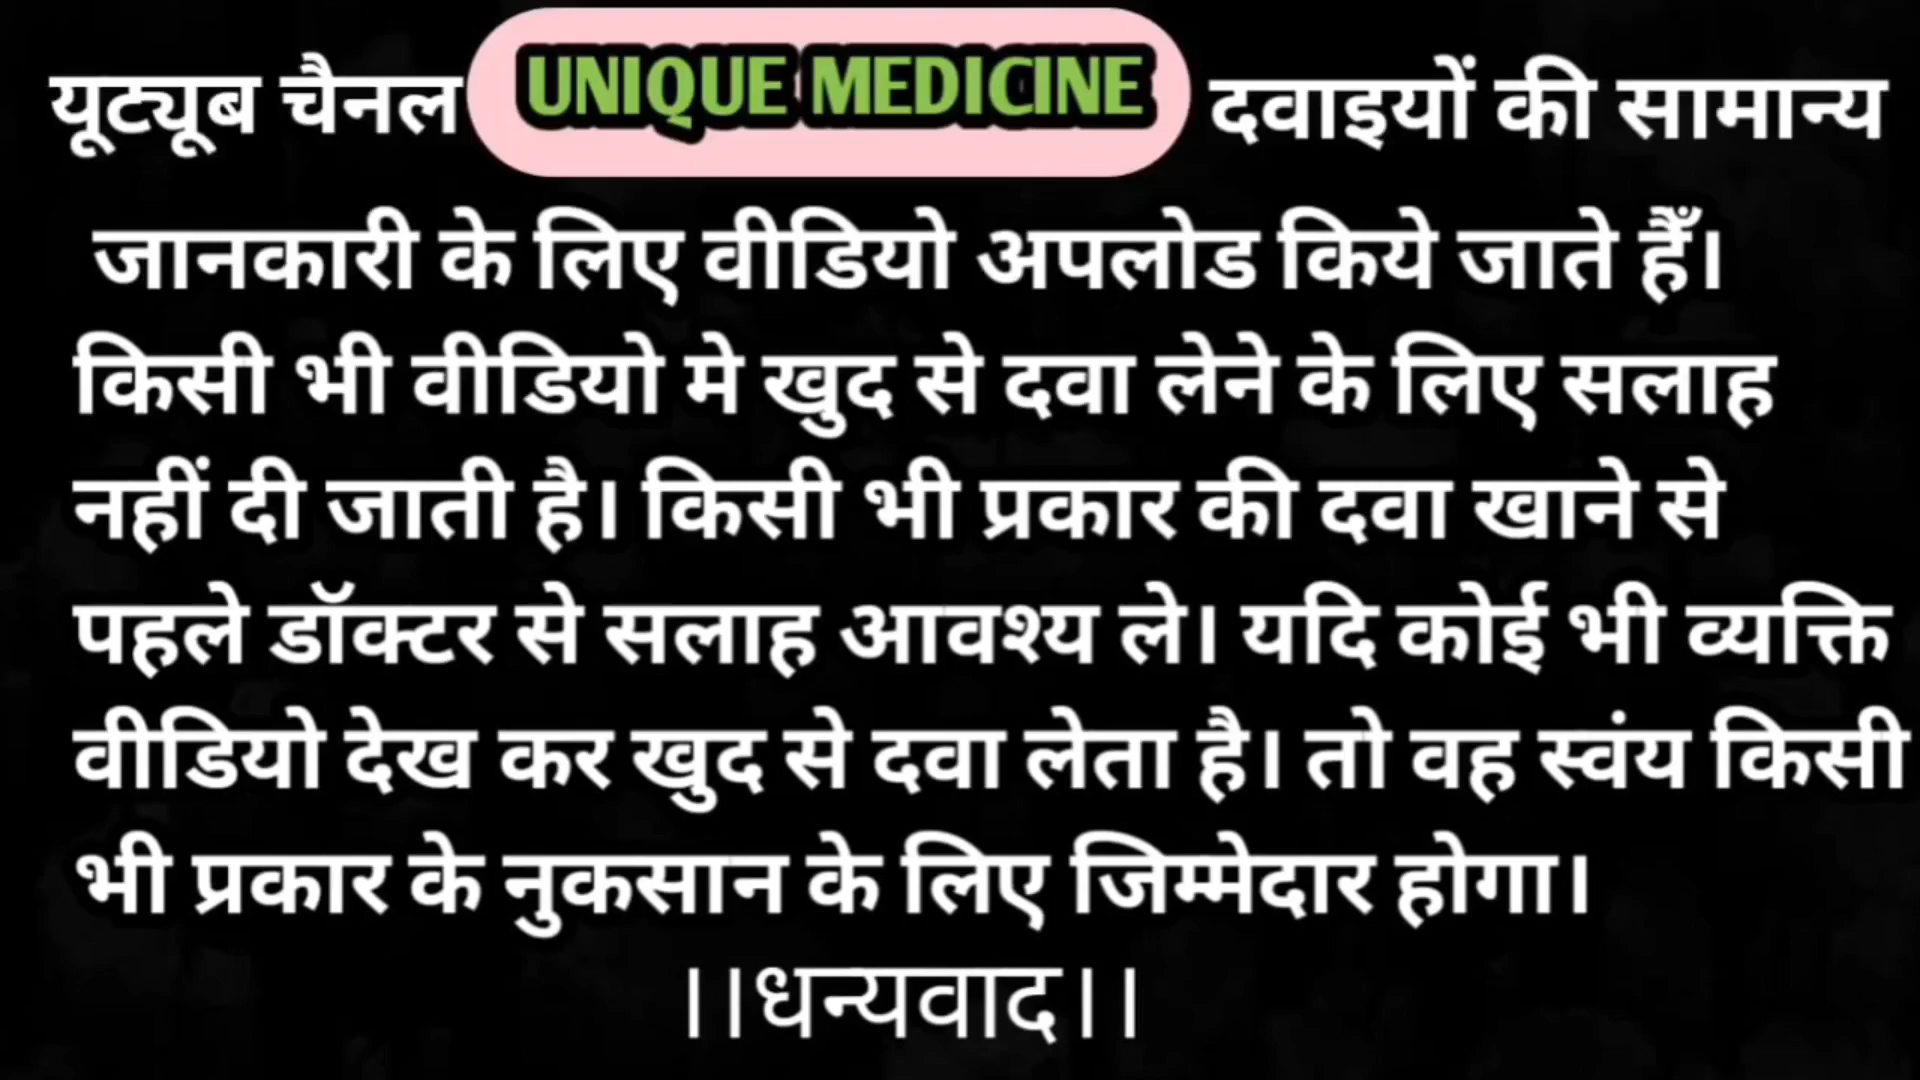 यूट्यूब चैनल UNIQUE MEDICINE दवाइयों की सामान्य
जानकारी के लिए वीडियो अपलोड किये जाते हैँ।
किसी भी वीडियो मे खुद से दवा लेने के लिए सलाह
नहीं दी जाती है। किसी भी प्रकार की दवा खाने से
पहले डॉक्टर से सलाह आवश्य ले। यदि कोई भी व्यक्ति
वीडियो देख कर खुद से दवा लेता है। तो वह स्वंय किसी
भी प्रकार के नुकसान के लिए जिम्मेदार होगा।
।।धन्यवाद।।